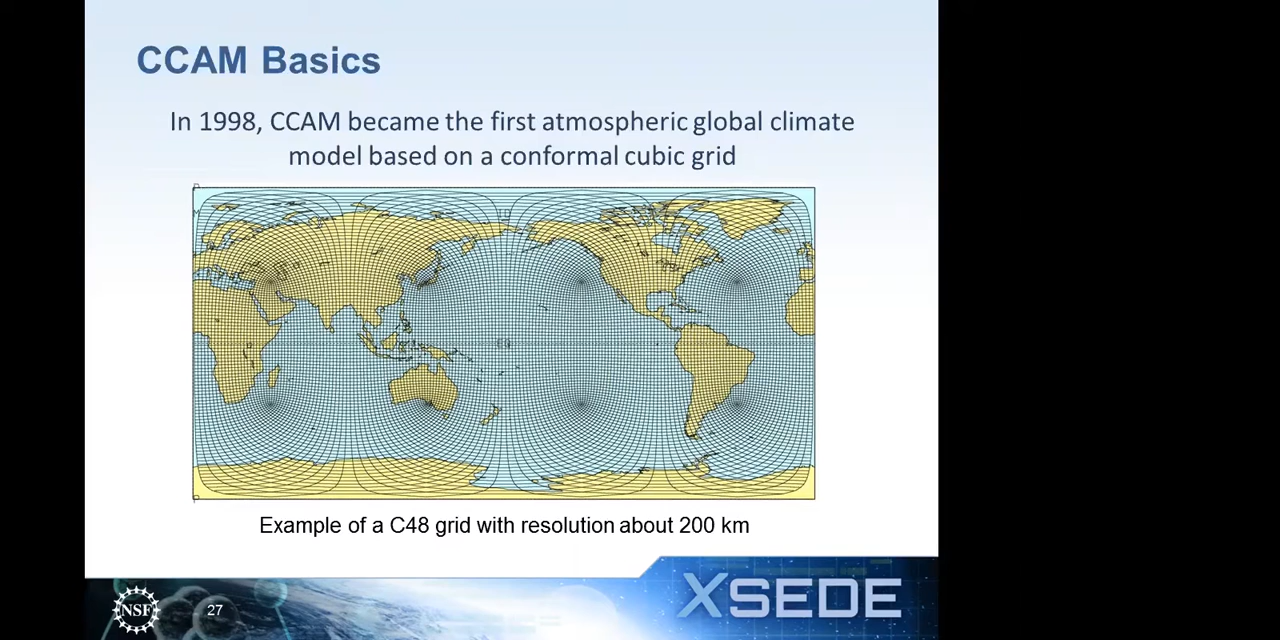 CCAM Basics
In 1998, CCAM became the first atmospheric global climate
model based on a conformal cubic grid
EQ
Example of a C48 grid with resolution about 200 km
NSF
27
XSEDE